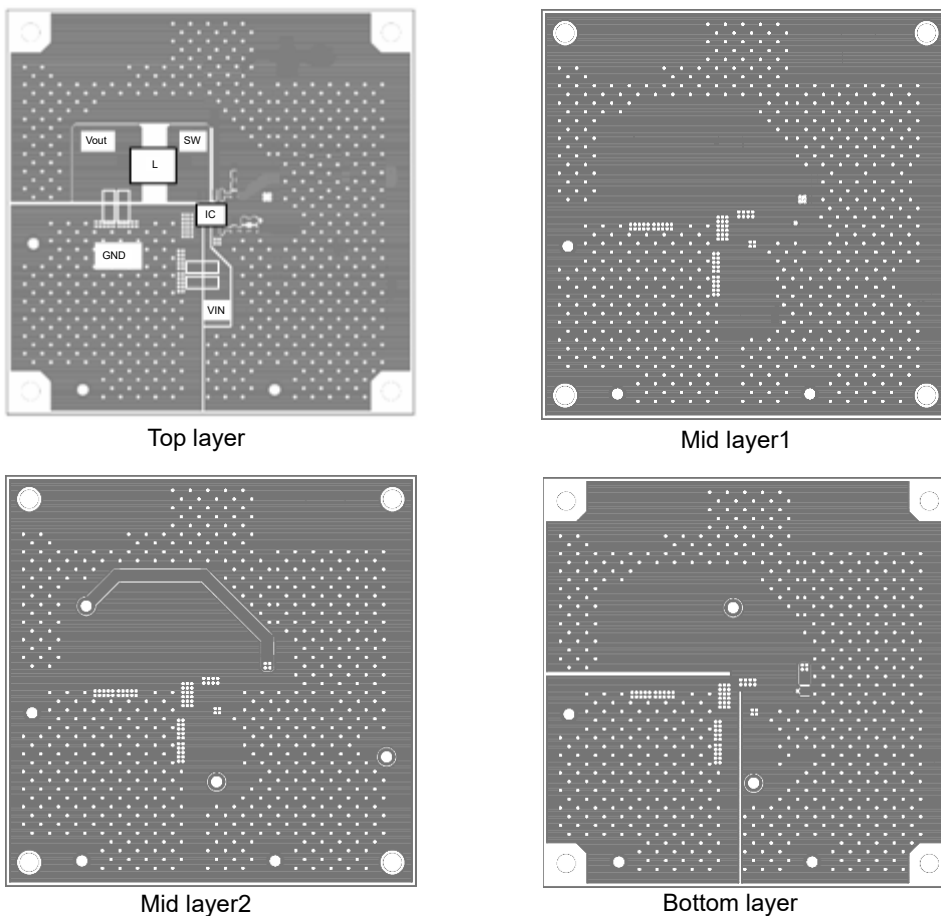 Vout
SW
L
IC
GND
VIN
Top layer
Mid layer1
Mid layer2
Bottom layer